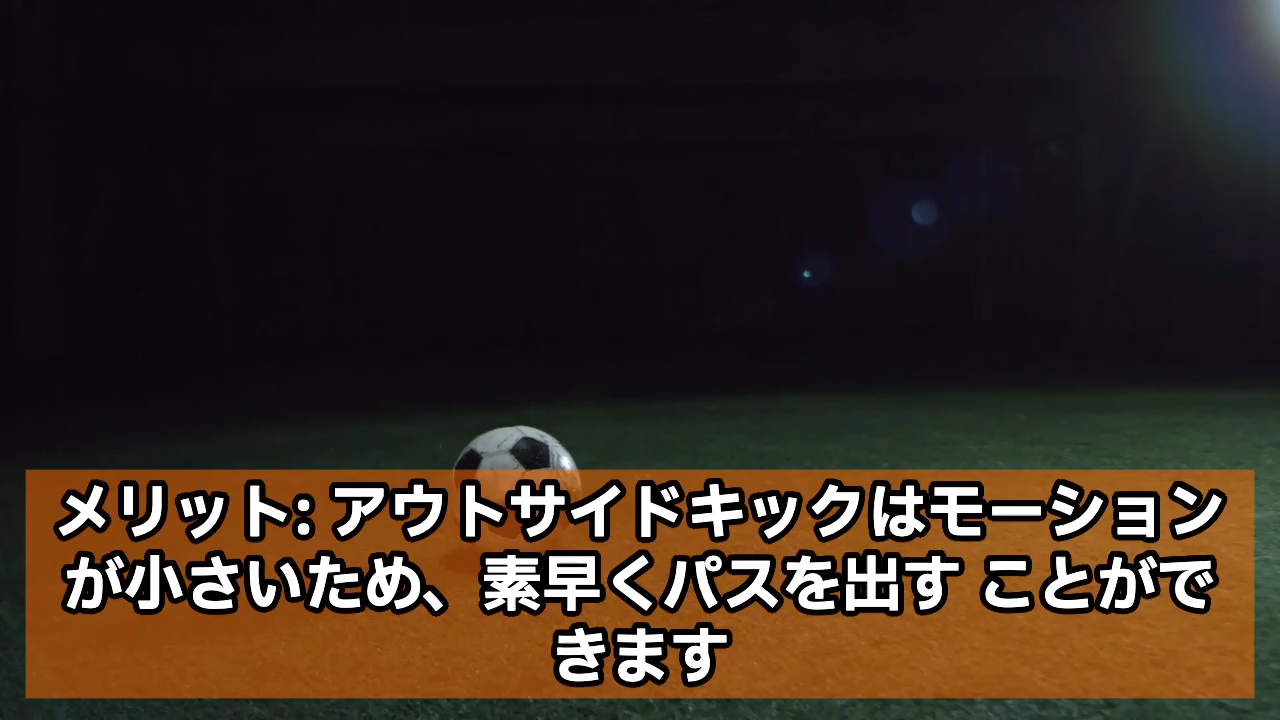 メリット: アウトサイドキックはモーション
が小さいため、素早くパスを出す ことがで
きます